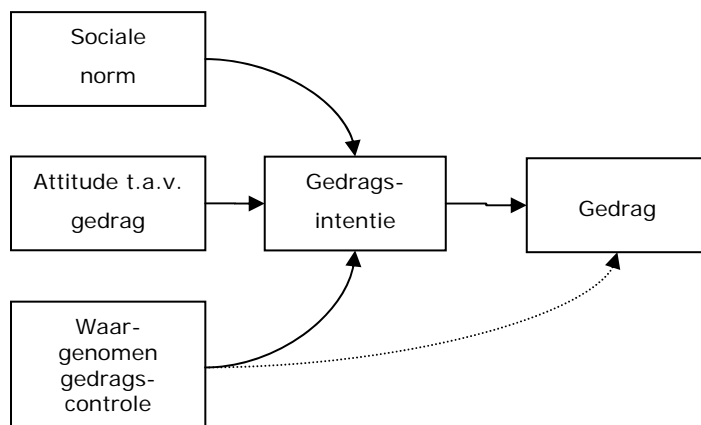 Sociale
norm
Attitude t.a.v.
gedrag
Waar-
genomen
gedrags-
controle
Gedrags-
intentie
Gedrag